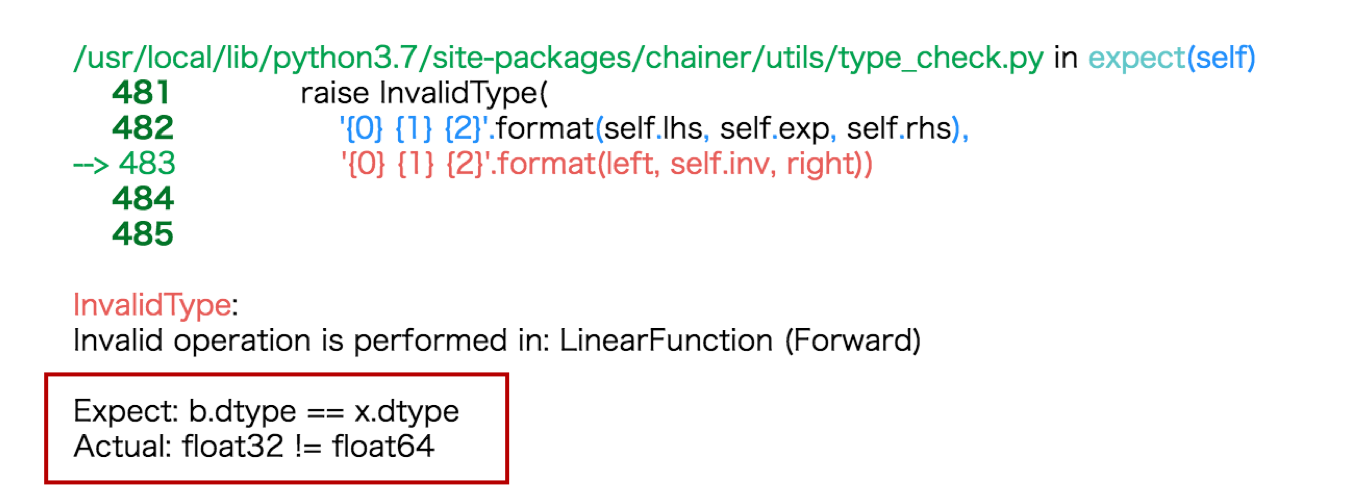 /usr/local/lib/python3.7/site-packages/chainer/utils/type_check.py in expect(self)
481 raise InvalidType(
482 '{0} {1} {2}'.format(self.lhs, self.exp, self.rhs),
--> 483 '{0} {1} {2}'.format(left, self.inv, right))
484
485
InvalidType:
Invalid operation is performed in: LinearFunction (Forward)
Expect: b.dtype == x.dtype
Actual: float32 != float64